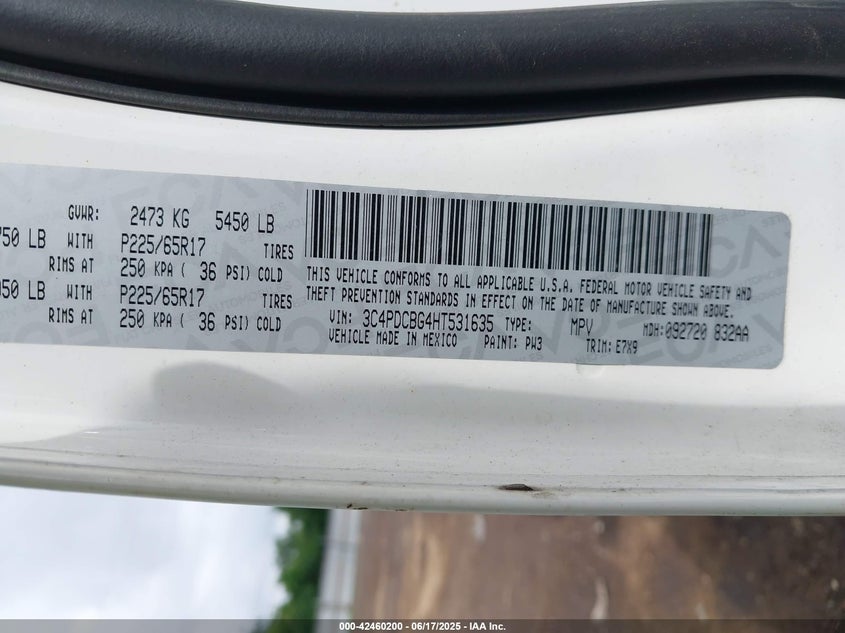 GVWR: 2473 KG 5450 LB
750 LB WITH P225/65R17 TIRES
RIMS AT 250 KPA ( 36 PSI) COLD
950 LB WITH P225/65R17 TIRES
RIMS AT 250 KPA ( 36 PSI) COLD
THIS VEHICLE CONFORMS TO ALL APPLICABLE U.S.A. FEDERAL MOTOR VEHICLE SAFETY AND
THEFT PREVENTION STANDARDS IN EFFECT ON THE DATE OF MANUFACTURE SHOWN ABOVE.
VIN: 3C4PDCBG4HT531635 TYPE: MPV MDH: 092720 832AA
VEHICLE MADE IN MEXICO PAINT: PW3 TRIM: E7X9
000-42460200 - 06/17/2025 - IAA Inc.